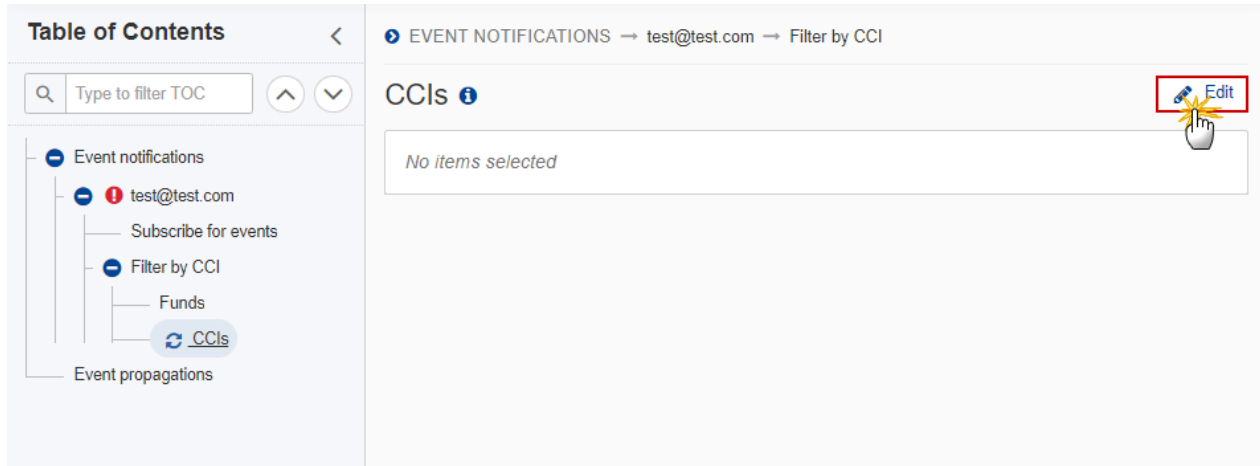 Table of Contents
Type to filter TOC
Event notifications
test@test.com
Subscribe for events
Filter by CCI
Funds
CCIs
Event propagations
EVENT NOTIFICATIONS → test@test.com → Filter by CCI
CCIs
Edit
No items selected